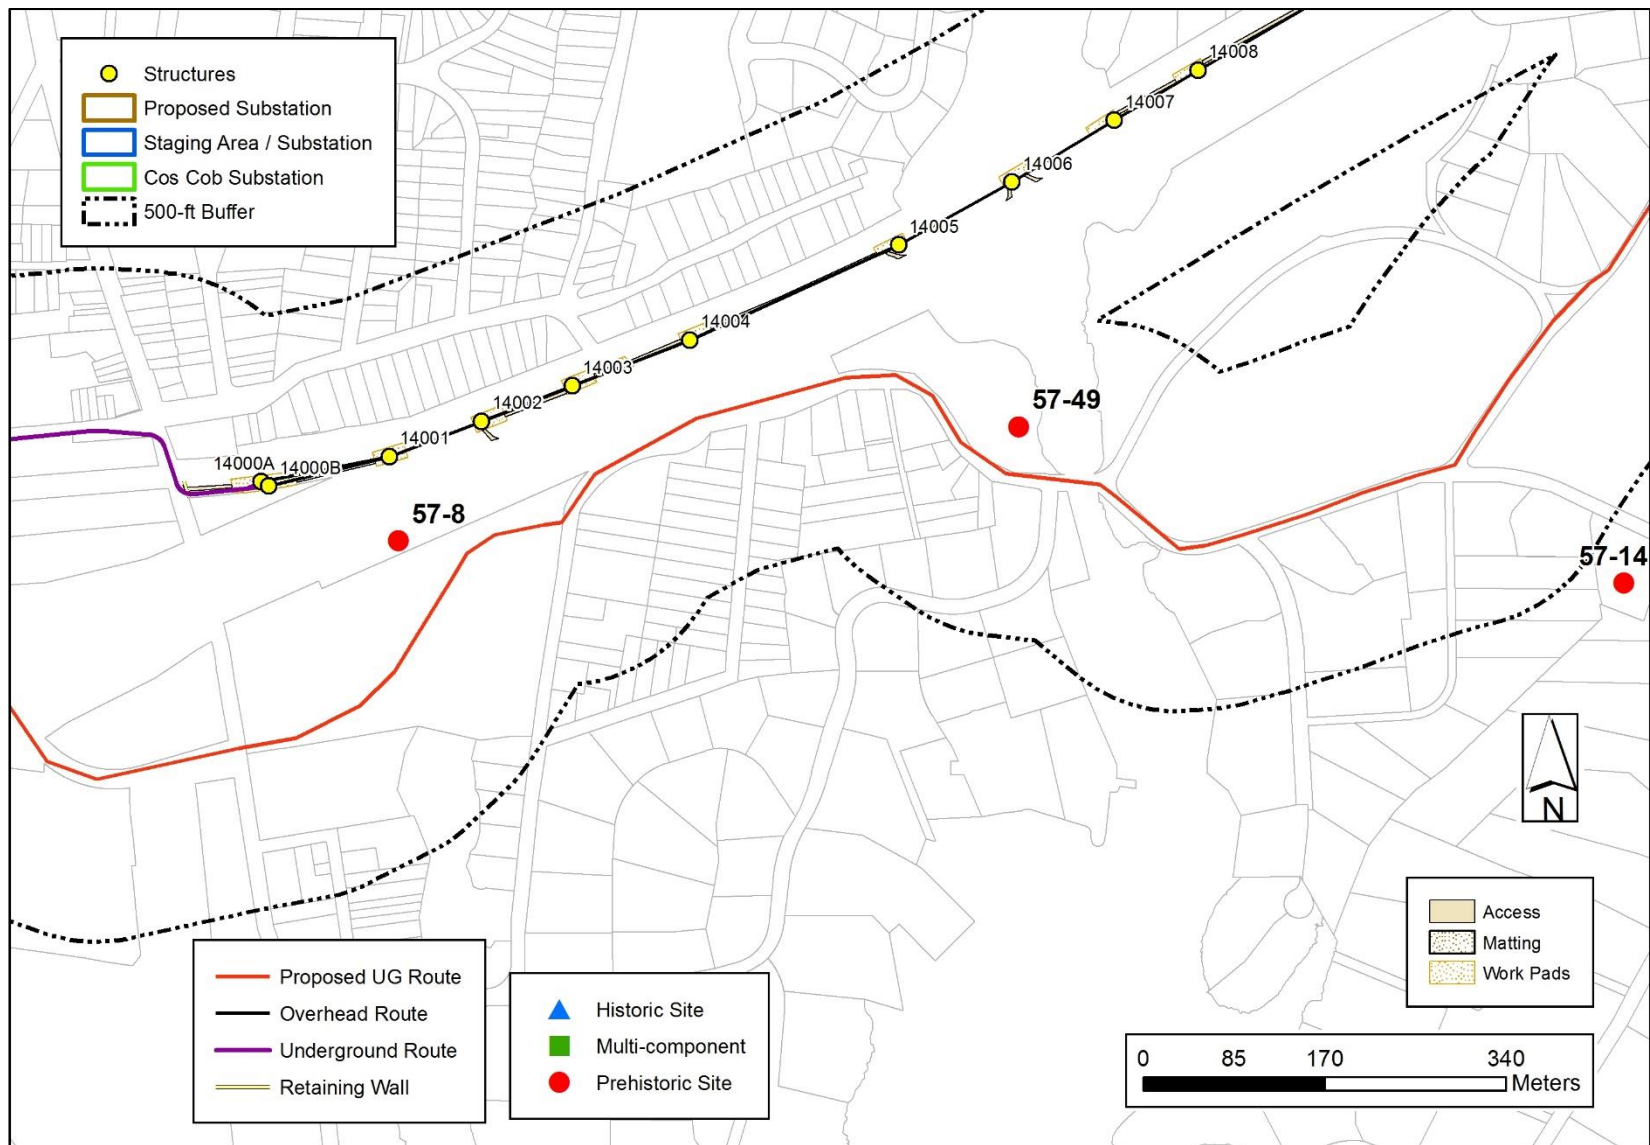 Structures
Proposed Substation
Staging Area / Substation
Cos Cob Substation
500-ft Buffer
14008
14007
14006
14005
14004
14003
14002
14001
14000A
14000B
57-49
57-8
57-14
N
Access
Matting
Work Pads
Proposed UG Route
Overhead Route
Underground Route
Retaining Wall
Historic Site
Multi-component
Prehistoric Site
0 85 170 340
Meters